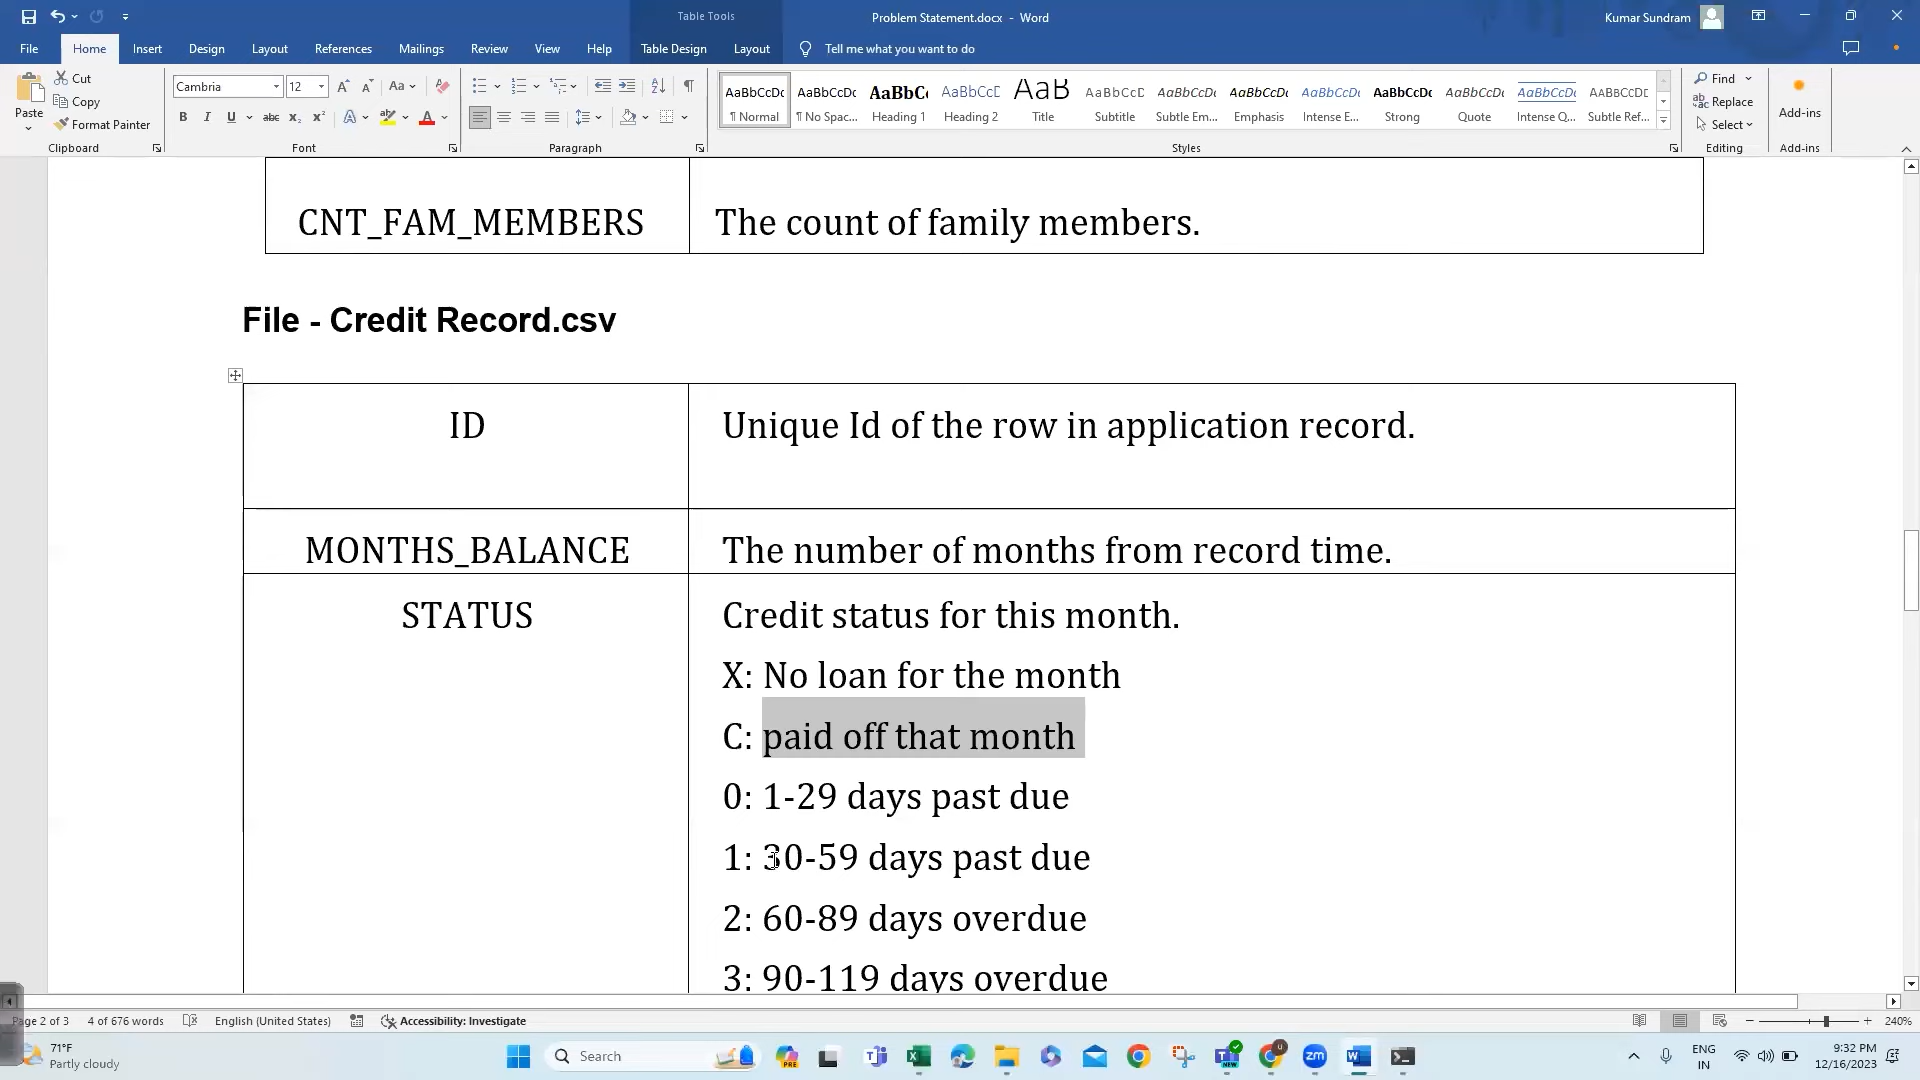 Table Tools
Problem Statement.docx - Word
Kumar Sundram
File
Home
Insert
Design
Layout
References
Mailings
Review
View
Help
Table Design
Layout
Tell me what you want to do
Paste
Cut
Copy
Format Painter
Clipboard
Cambria
12
Font
Paragraph
AaBbCcDc
¶ Normal
AaBbCcDc
¶ No Spac...
AaBbC
Heading 1
AaBbCcD
Heading 2
AaB
Title
AaBbCcD
Subtitle
AaBbCcDc
Subtle Em...
AaBbCcDc
Emphasis
AaBbCcDc
Intense E...
AaBbCcDc
Strong
AaBbCcDc
Quote
AaBbCcDc
Intense Q...
AaBbCcDc
Subtle Ref...
Styles
Find
Replace
Select
Editing
Add-ins
Add-ins
CNT_FAM_MEMBERS
The count of family members.
File - Credit Record.csv
ID
Unique Id of the row in application record.
MONTHS_BALANCE
The number of months from record time.
STATUS
Credit status for this month.
X: No loan for the month
C: paid off that month
0: 1-29 days past due
1: 30-59 days past due
2: 60-89 days overdue
3: 90-119 days overdue
Page 2 of 3
4 of 676 words
English (United States)
Accessibility: Investigate
240%
71°F
Partly cloudy
Search
ENG
IN
9:32 PM
12/16/2023